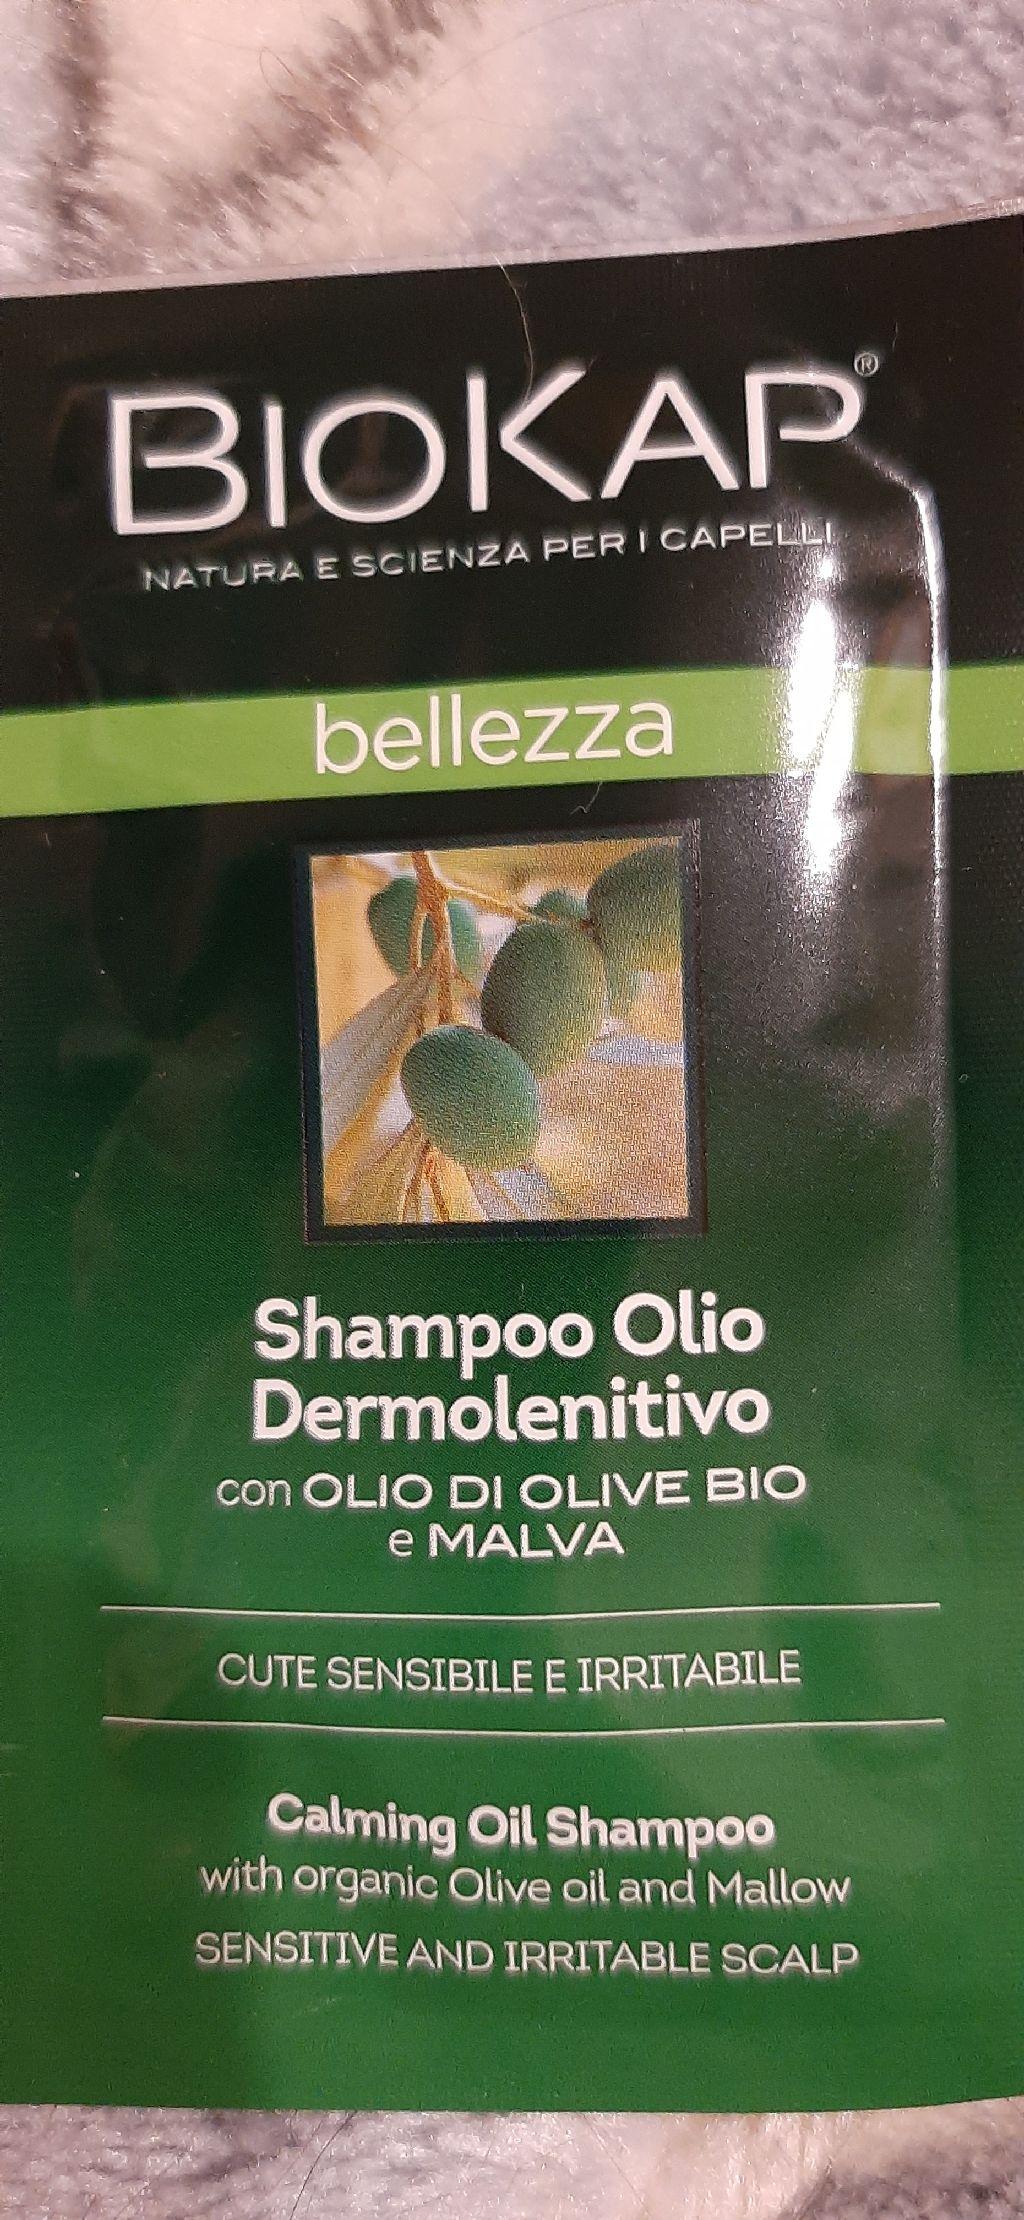 BIOKAP®
NATURA E SCIENZA PER I CAPELLI
bellezza
Shampoo Olio
Dermolenitivo
con OLIO DI OLIVE BIO
e MALVA
CUTE SENSIBILE E IRRITABILE
Calming Oil Shampoo
with organic Olive oil and Mallow
SENSITIVE AND IRRITABLE SCALP